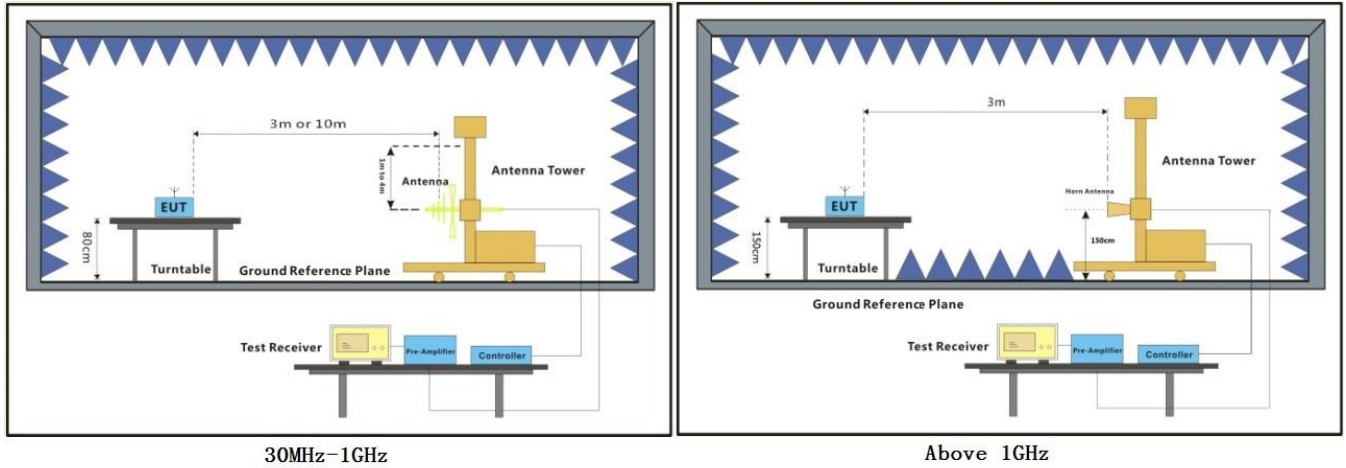 3m or 10m
1m to 4m
Antenna
Antenna Tower
EUT
80cm
Turntable
Ground Reference Plane
Test Receiver
Pre-Amplifier
Controller
30MHz-1GHz
3m
Antenna Tower
Horn Antenna
EUT
150cm
150cm
Turntable
Ground Reference Plane
Test Receiver
Pre-Amplifier
Controller
Above 1GHz